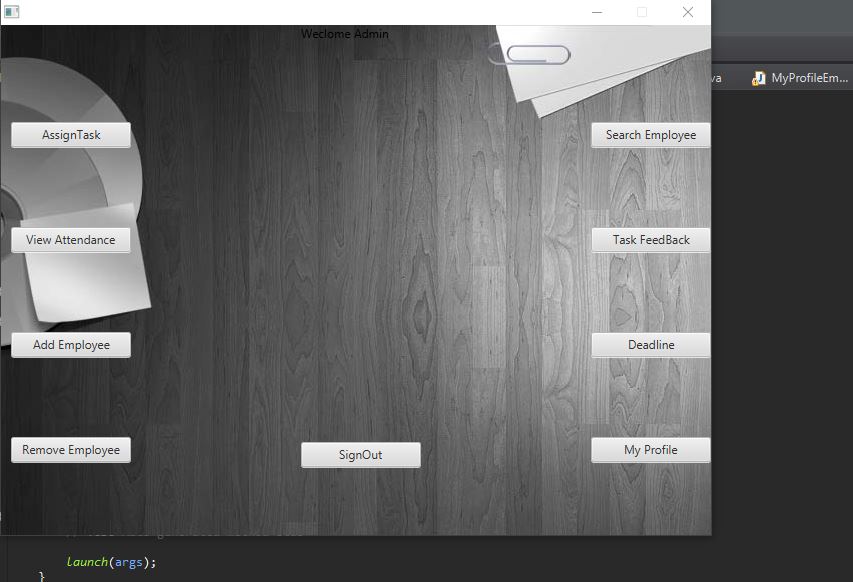 Weclome Admin
va
MyProfileEm...
AssignTask
Search Employee
View Attendance
Task FeedBack
Add Employee
Deadline
Remove Employee
SignOut
My Profile
launch(args);
}